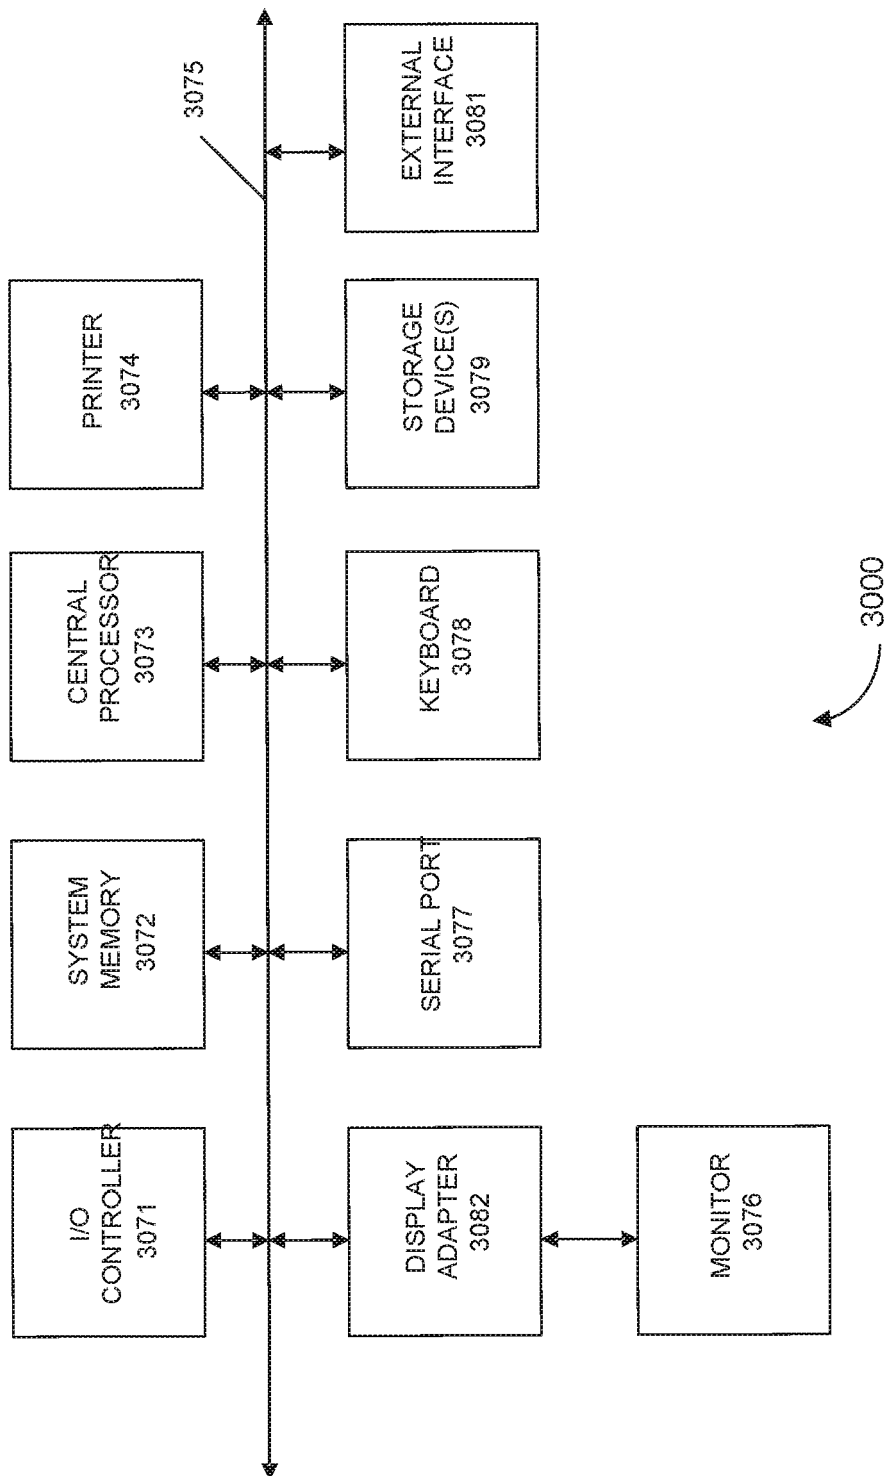 I/O
CONTROLLER
3071
SYSTEM
MEMORY
3072
CENTRAL
PROCESSOR
3073
PRINTER
3074
3075
DISPLAY
ADAPTER
3082
SERIAL PORT
3077
KEYBOARD
3078
STORAGE
DEVICE(S)
3079
EXTERNAL
INTERFACE
3081
MONITOR
3076
3000